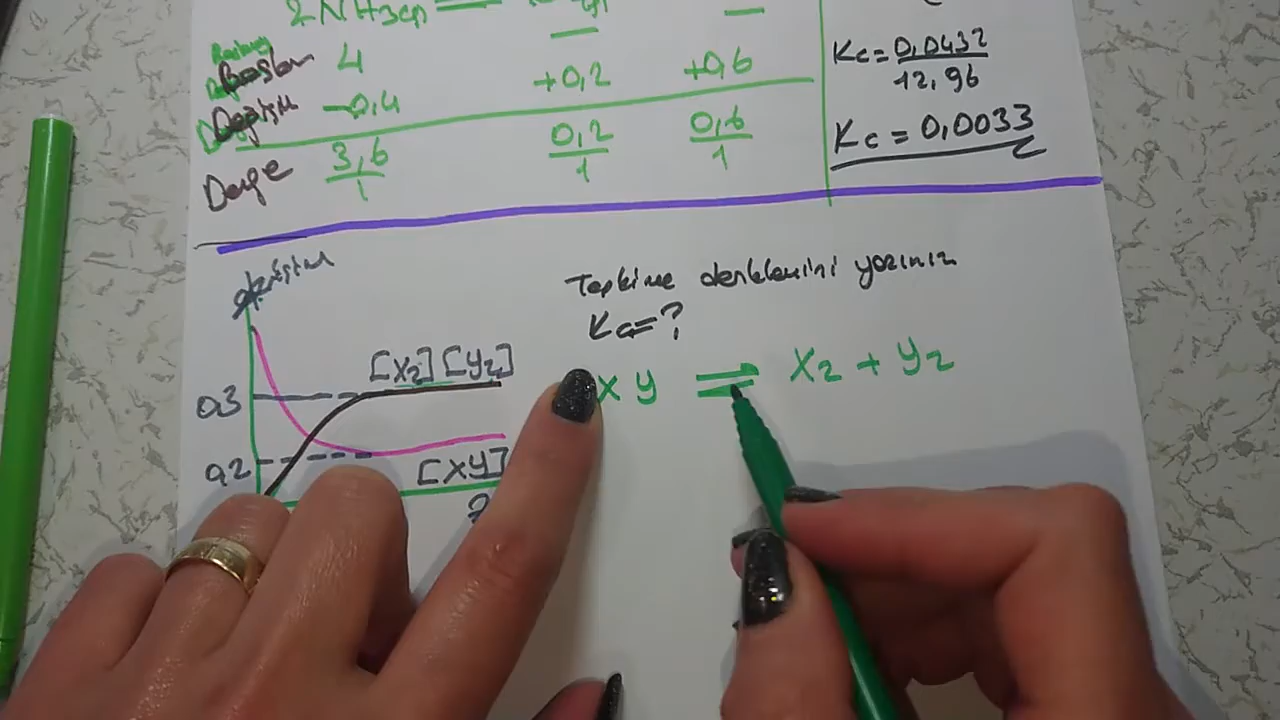 2NH3(g)
Başlan 4 +0,2 +0,6
Değişim -0,4
Denge 3,6/1 0,2/1 0,6/1
Kc = 0,0432/12,96
Kc = 0,0033
derişim
Tepkime denklemini yazınız
Kc=?
[X2] [Y2]
0,3
XY ⇌ X2 + Y2
0,2
[XY]